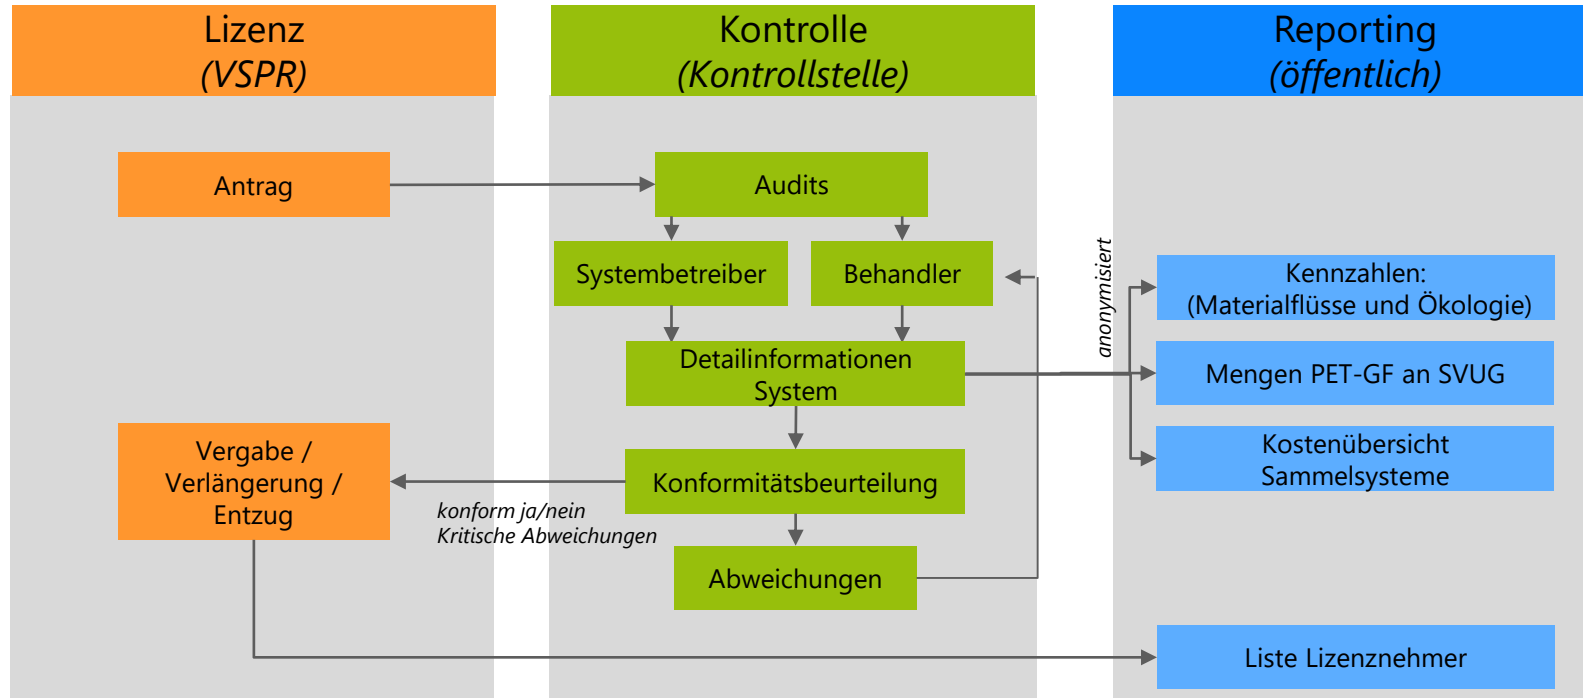 Lizenz
(VSPR)
Kontrolle
(Kontrollstelle)
Reporting
(öffentlich)
Antrag
Audits
Systembetreiber
Behandler
anonymisiert
Kennzahlen:
(Materialflüsse und Ökologie)
Detailinformationen
System
Mengen PET-GF an SVUG
Vergabe /
Verlängerung /
Entzug
Konformitätsbeurteilung
Kostenübersicht
Sammelsysteme
konform ja/nein
Kritische Abweichungen
Abweichungen
Liste Lizenznehmer